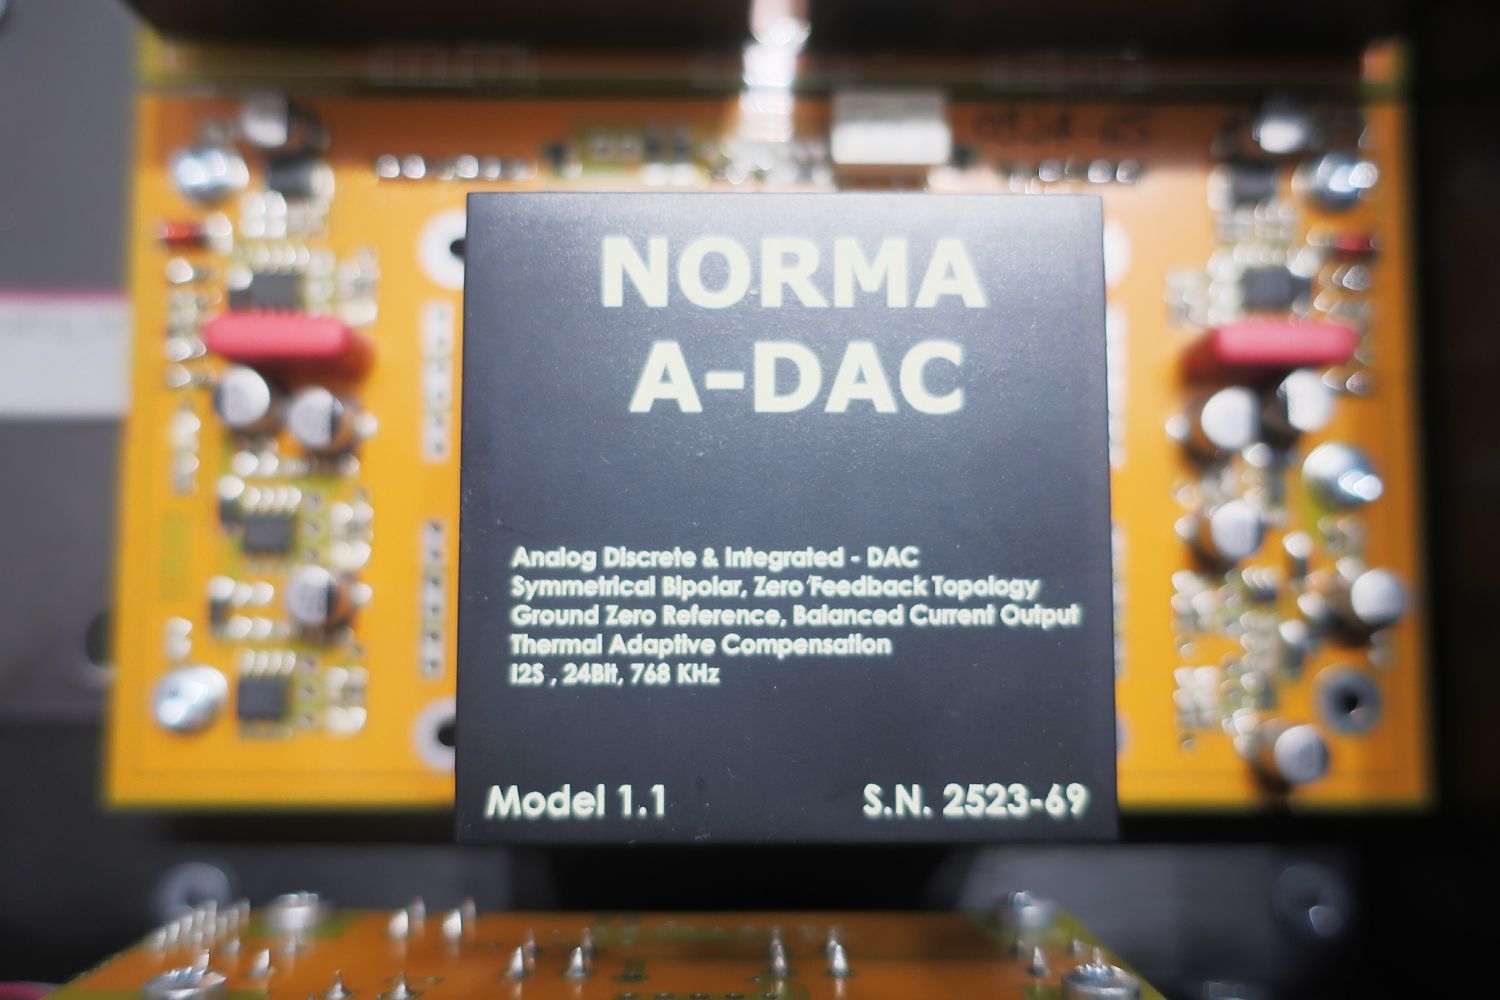 NORMA
A-DAC
Analog Discrete & Integrated - DAC
Symmetrical Bipolar, Zero Feedback Topology
Ground Zero Reference, Balanced Current Output
Thermal Adaptive Compensation
I2S , 24Bit, 768 KHz
Model 1.1
S.N. 2523-69